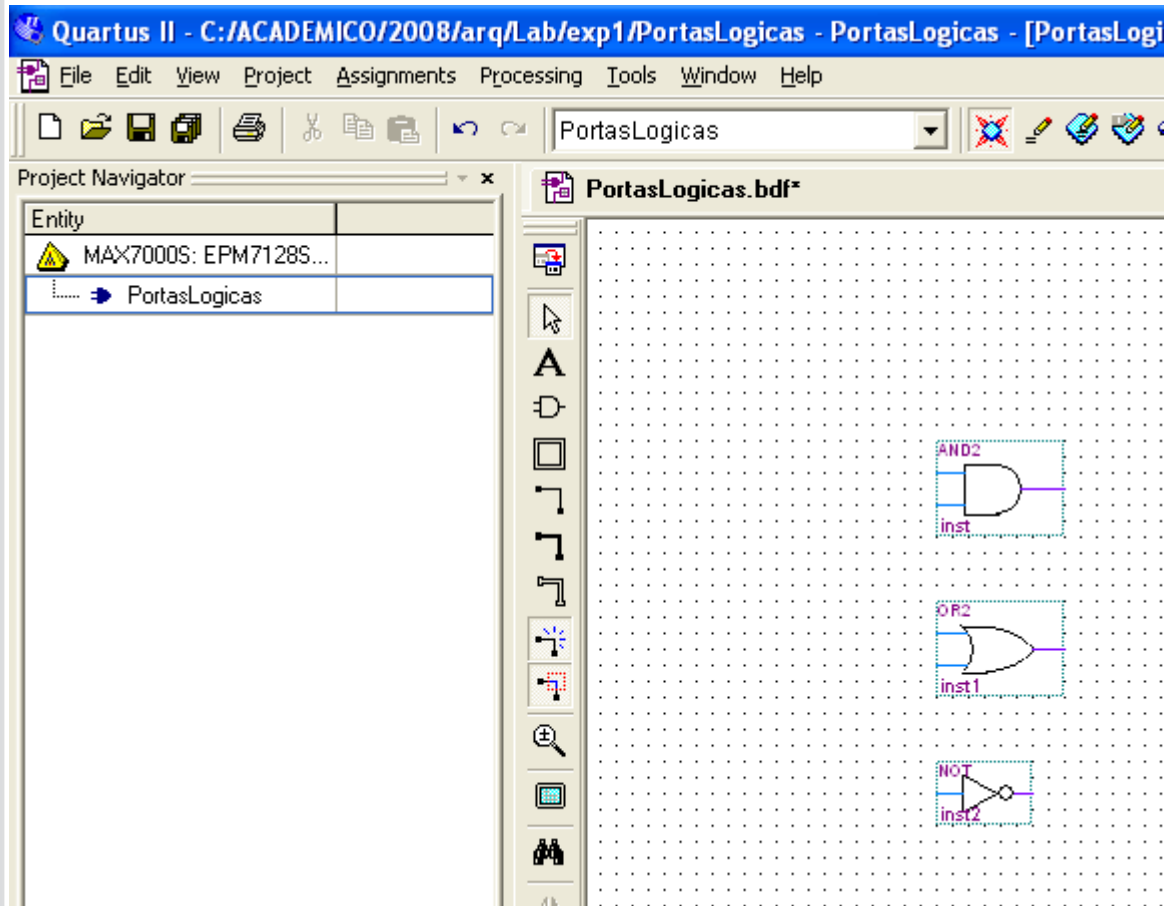 Quartus II - C:/ACADEMICO/2008/arq/Lab/exp1/PortasLogicas - PortasLogicas - [PortasLogi
File Edit View Project Assignments Processing Tools Window Help
PortasLogicas
Project Navigator
PortasLogicas.bdf*
Entity
MAX7000S: EPM7128S...
PortasLogicas
A
AND2
inst
OR2
inst1
NOT
inst2